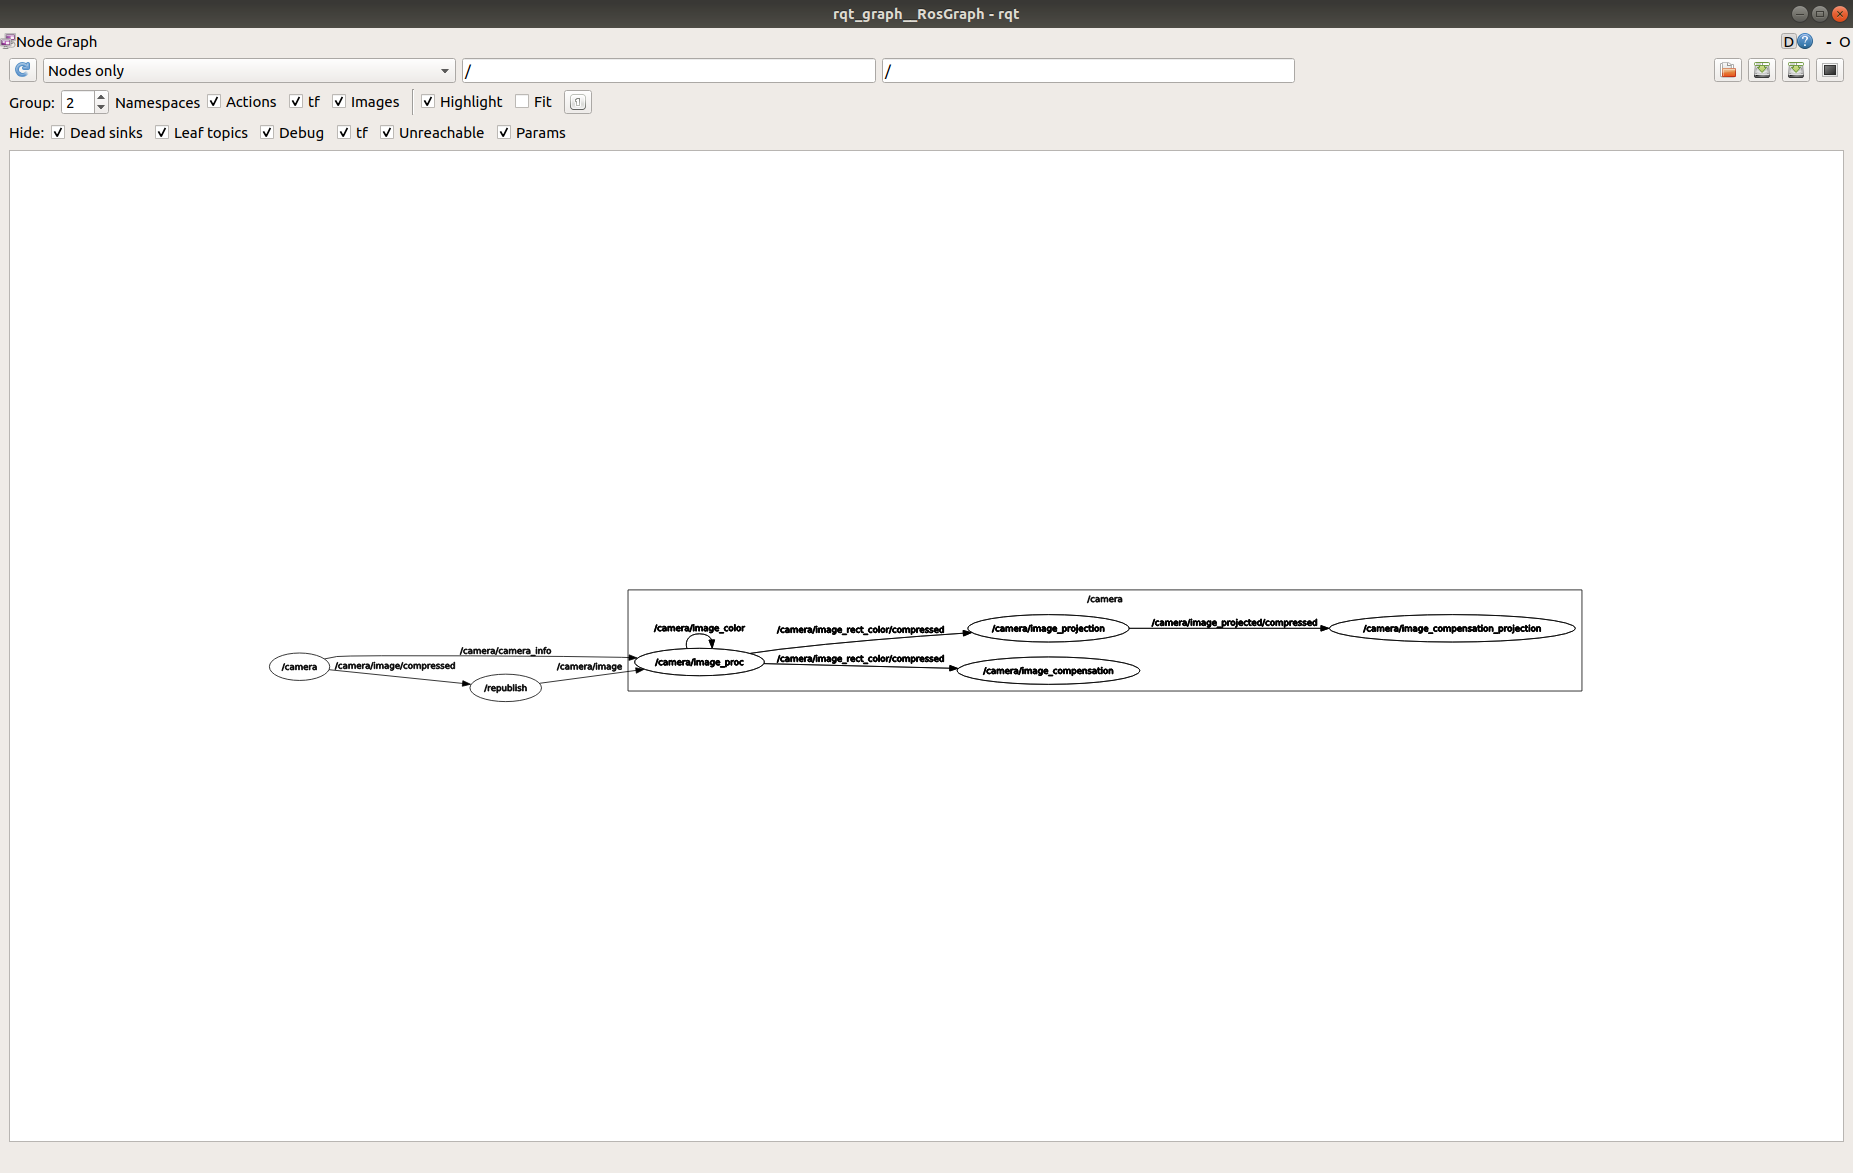 rqt_graph__RosGraph - rqt
Node Graph
D ? - O
Nodes only / /
Group: 2 Namespaces Actions tf Images Highlight Fit
Hide: Dead sinks Leaf topics Debug tf Unreachable Params
/camera
/camera/image_color
/camera/image_rect_color/compressed
/camera/image_projection
/camera/image_projected/compressed
/camera/image_compensation_projection
/camera/camera_info
/camera
/camera/image/compressed
/camera/image
/camera/image_proc
/camera/image_rect_color/compressed
/camera/image_compensation
/republish